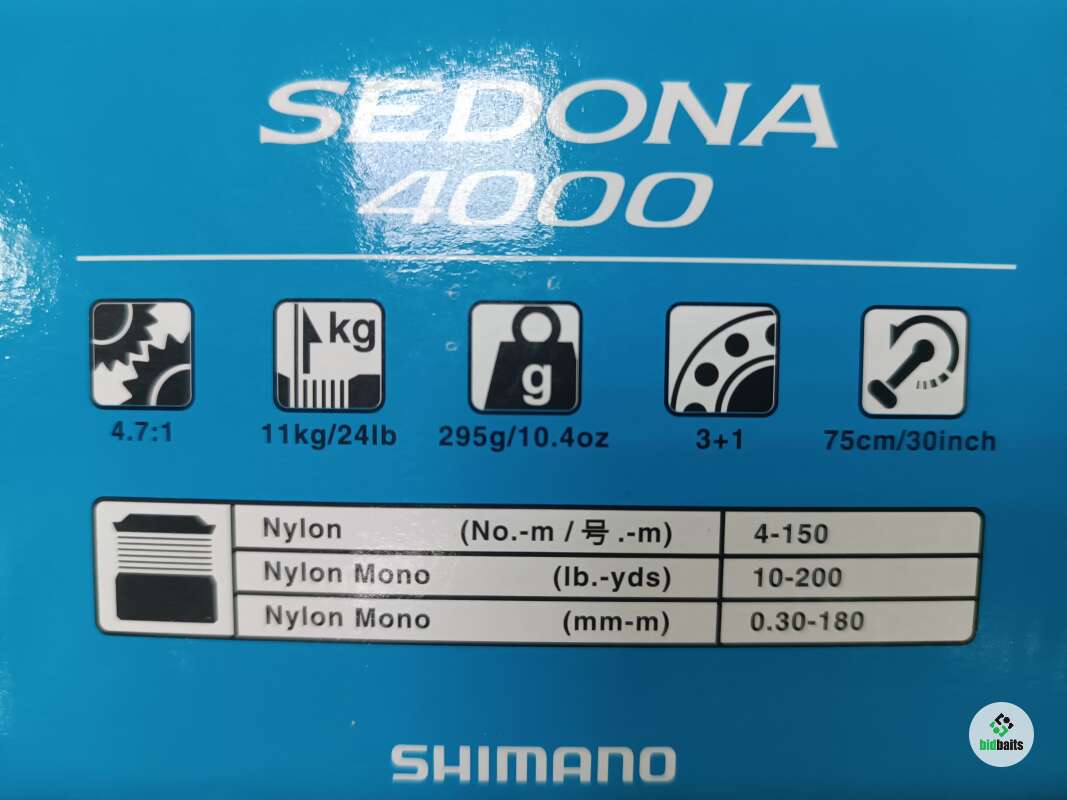 SEDONA
4000
kg
g
4.7:1 11kg/24lb 295g/10.4oz 3+1 75cm/30inch
Nylon (No.-m / 号.-m) 4-150
Nylon Mono (lb.-yds) 10-200
Nylon Mono (mm-m) 0.30-180
SHIMANO
bidbaits